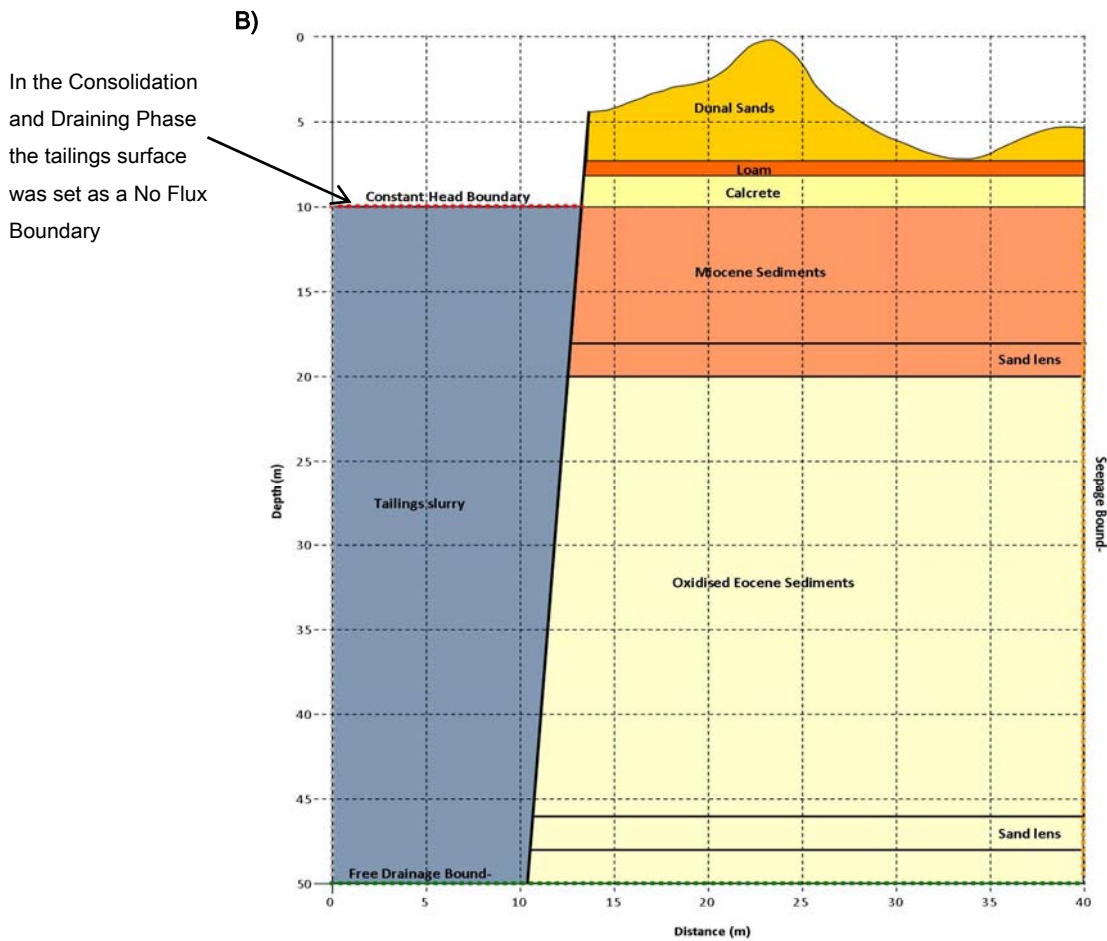 B)
In the Consolidation
and Draining Phase
the tailings surface
was set as a No Flux
Boundary
0
5
10
15
20
25
30
35
40
45
50
Depth (m)
Dunal Sands
Loam
Calcrete
Constant Head Boundary
Miocene Sediments
Sand lens
Tailings slurry
Oxidised Eocene Sediments
Sand lens
Free Drainage Bound-
Seepage Bound-
0 5 10 15 20 25 30 35 40
Distance (m)